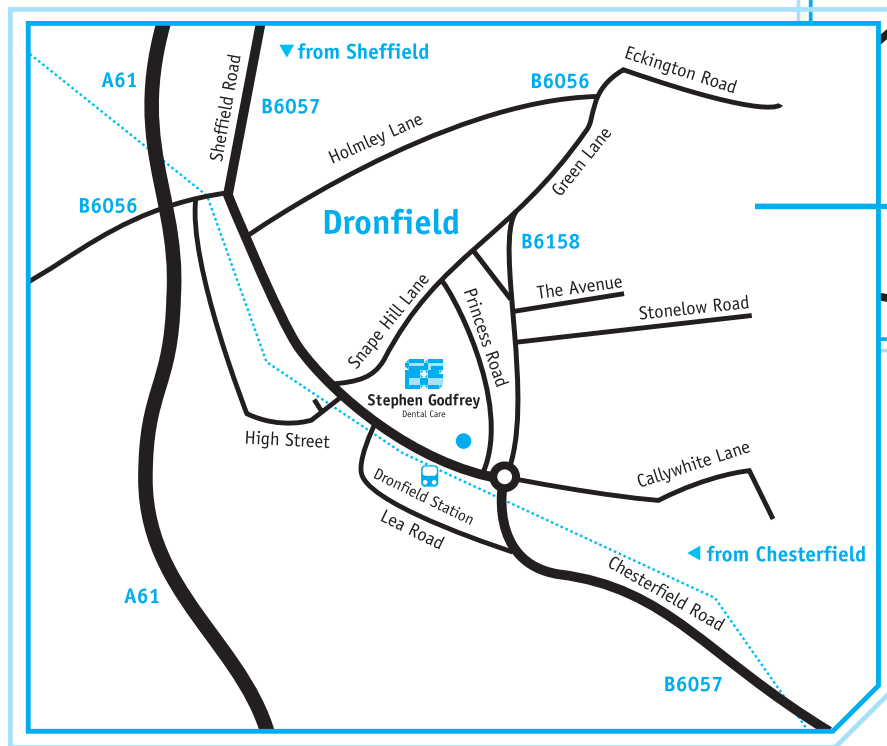 from Sheffield
A61
Sheffield Road
B6057
B6056
Eckington Road
Holmley Lane
Green Lane
B6056
Dronfield
B6158
The Avenue
Stonelow Road
Snape Hill Lane
Princess Road
Stephen Godfrey
Dental Care
High Street
Dronfield Station
Lea Road
Callywhite Lane
from Chesterfield
Chesterfield Road
A61
B6057